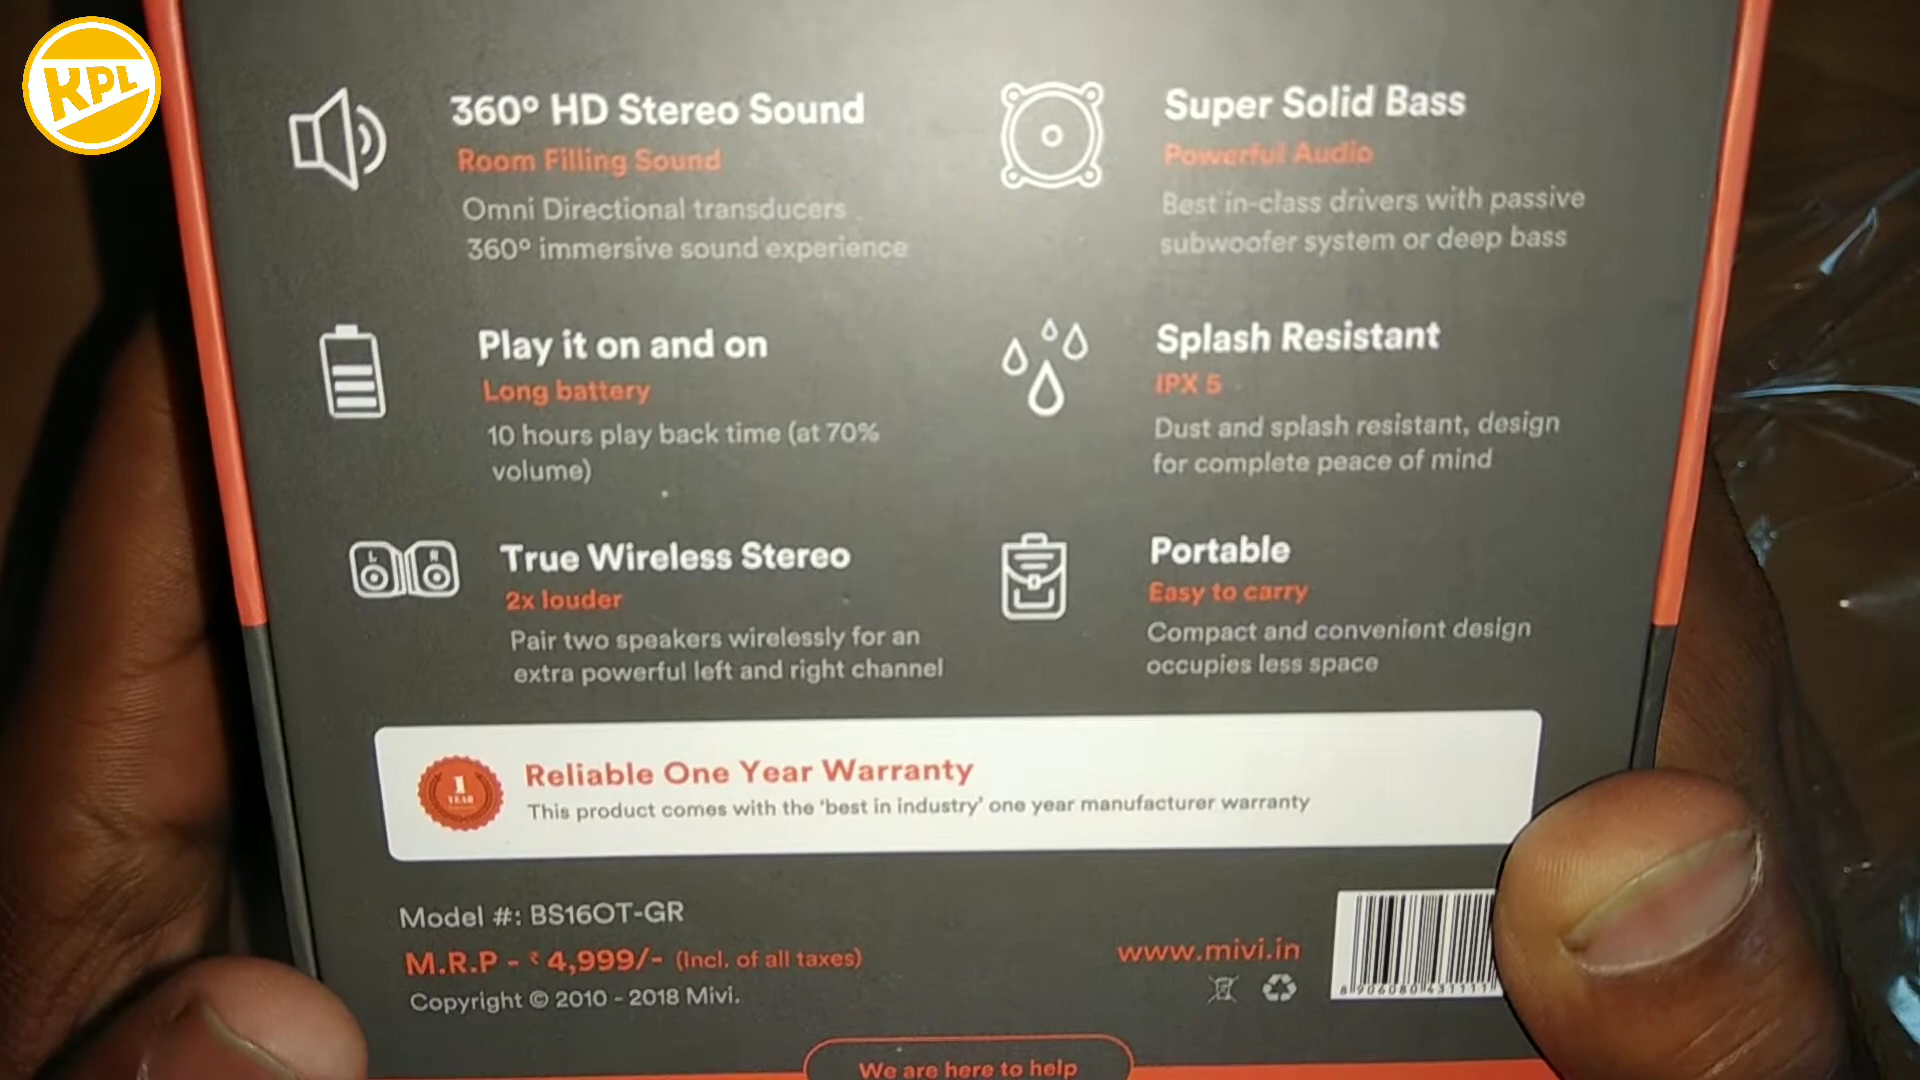 KPL
360° HD Stereo Sound
Room Filling Sound
Omni Directional transducers
360° immersive sound experience
Super Solid Bass
Powerful Audio
Best in-class drivers with passive
subwoofer system or deep bass
Play it on and on
Long battery
10 hours play back time (at 70%
volume)
Splash Resistant
IPX 5
Dust and splash resistant, design
for complete peace of mind
L R
True Wireless Stereo
2x louder
Pair two speakers wirelessly for an
extra powerful left and right channel
Portable
Easy to carry
Compact and convenient design
occupies less space
1
YEAR
Reliable One Year Warranty
This product comes with the 'best in industry' one year manufacturer warranty
Model #: BS16OT-GR
M.R.P - ₹ 4,999/- (Incl. of all taxes)
Copyright © 2010 - 2018 Mivi.
www.mivi.in
We are here to help